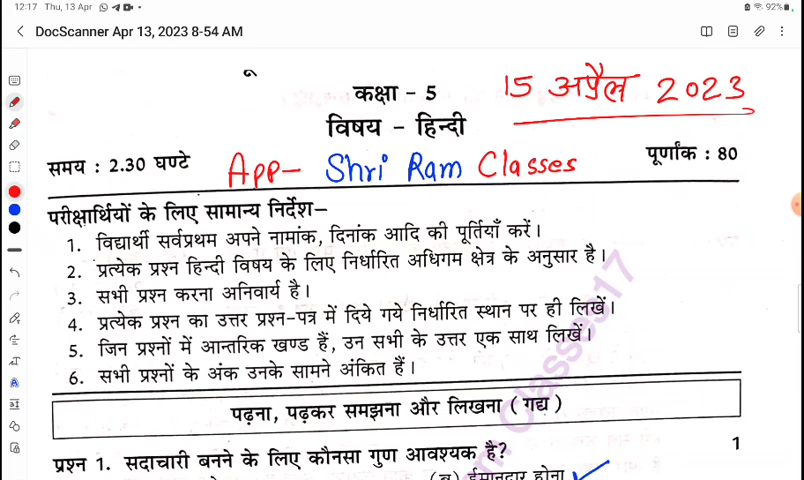 12:17 Thu, 13 Apr 92%
DocScanner Apr 13, 2023 8-54 AM
कक्षा - 5
15 अप्रैल 2023
विषय - हिन्दी
समय : 2.30 घण्टे
App- Shri Ram Classes
पूर्णांक : 80
परीक्षार्थियों के लिए सामान्य निर्देश-
1. विद्यार्थी सर्वप्रथम अपने नामांक, दिनांक आदि की पूर्तियाँ करें।
2. प्रत्येक प्रश्न हिन्दी विषय के लिए निर्धारित अधिगम क्षेत्र के अनुसार है।
3. सभी प्रश्न करना अनिवार्य है।
4. प्रत्येक प्रश्न का उत्तर प्रश्न-पत्र में दिये गये निर्धारित स्थान पर ही लिखें।
5. जिन प्रश्नों में आन्तरिक खण्ड हैं, उन सभी के उत्तर एक साथ लिखें।
6. सभी प्रश्नों के अंक उनके सामने अंकित हैं।
पढ़ना, पढ़कर समझना और लिखना (गद्य)
प्रश्न 1. सदाचारी बनने के लिए कौनसा गुण आवश्यक है? 1
(ब) ईमानदार होना
Classes17